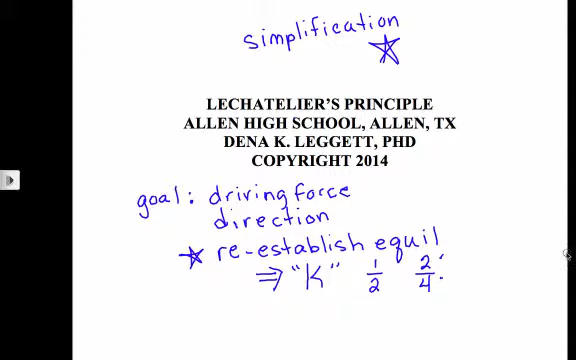 simplification
LECHATELIER'S PRINCIPLE
ALLEN HIGH SCHOOL, ALLEN, TX
DENA K. LEGGETT, PHD
COPYRIGHT 2014
goal: driving force
direction
re-establish equil
⇒ "K" 1/2 2/4